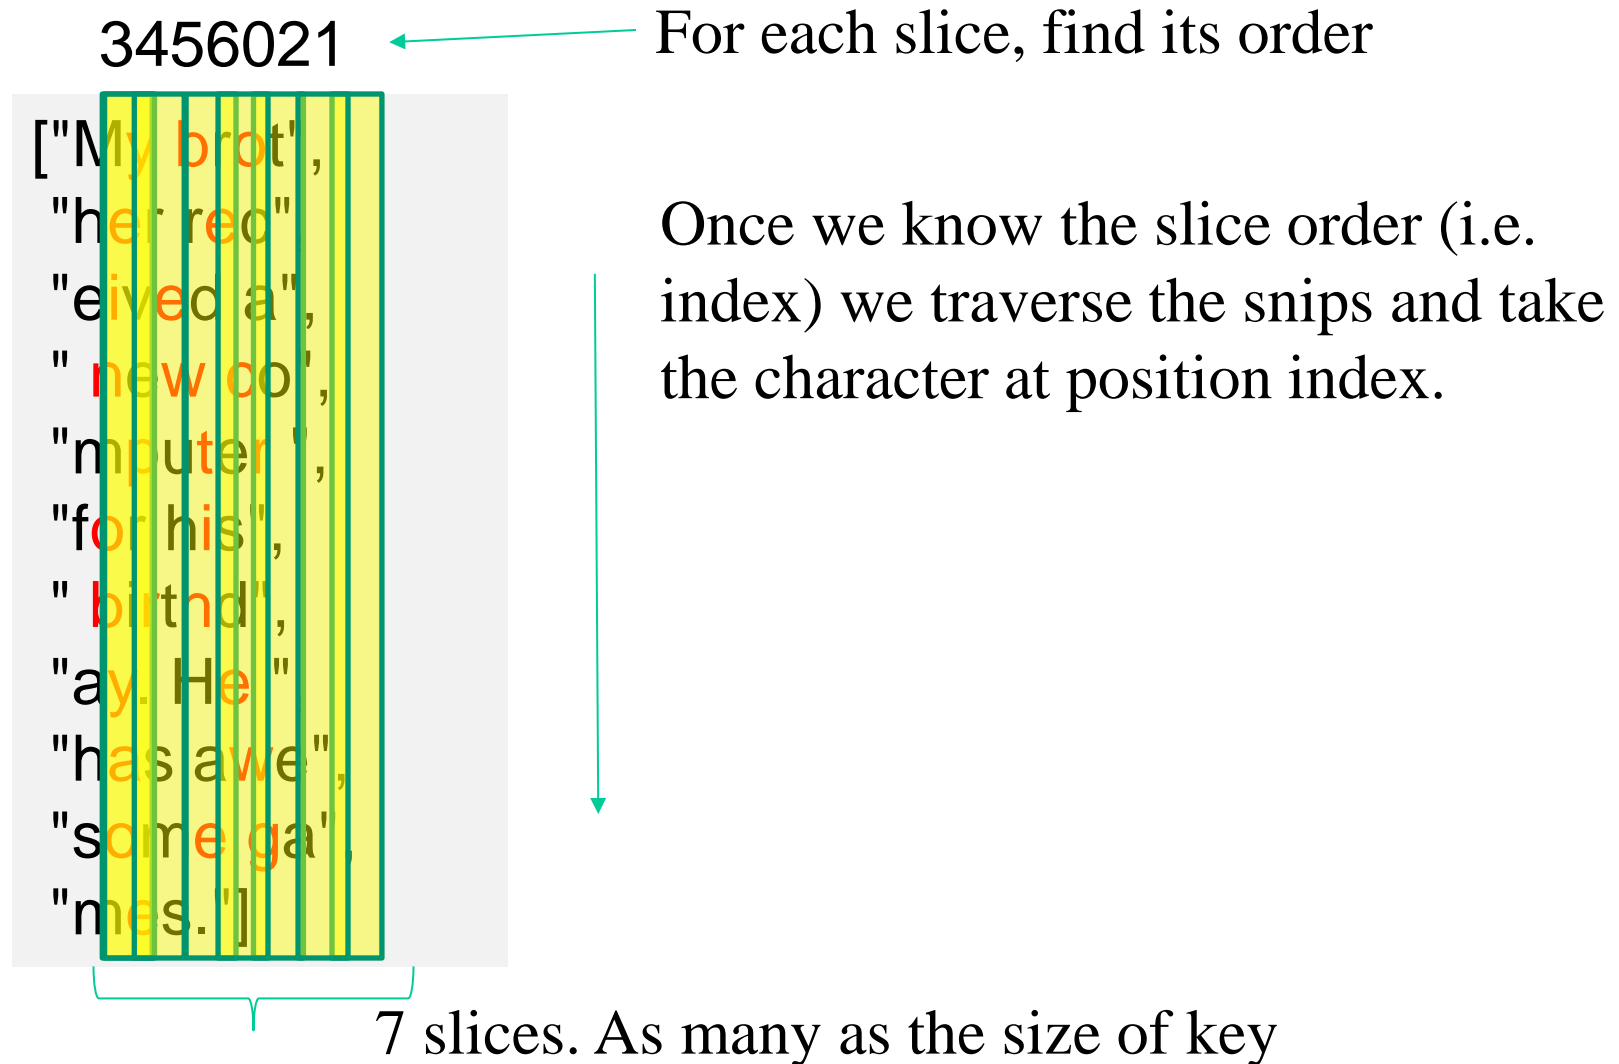 3456021
For each slice, find its order
["My brot",
"her rec"
"eived a",
" new co",
"mputer ",
"for his",
" birthd",
"ay. He "
"has awe",
"some ga",
"mes."]
Once we know the slice order (i.e.
index) we traverse the snips and take
the character at position index.
7 slices. As many as the size of key